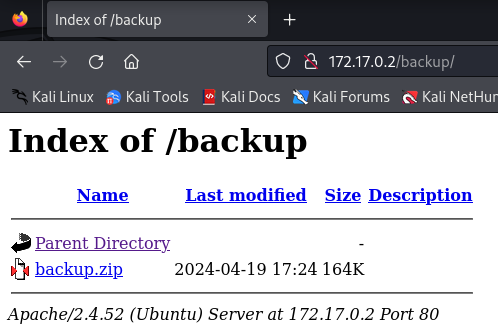 Index of /backup
172.17.0.2/backup/
Kali Linux Kali Tools Kali Docs Kali Forums Kali NetHun
Index of /backup
Name Last modified Size Description
Parent Directory -
backup.zip 2024-04-19 17:24 164K
Apache/2.4.52 (Ubuntu) Server at 172.17.0.2 Port 80